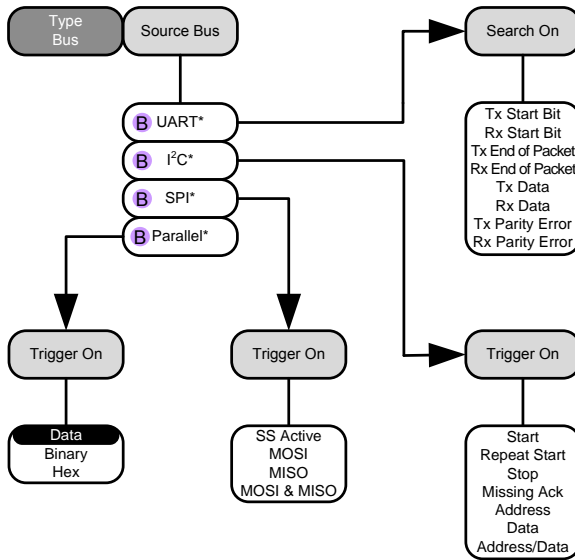 Type
Bus
Source Bus
Search On
B UART*
B I²C*
B SPI*
B Parallel*
Tx Start Bit
Rx Start Bit
Tx End of Packet
Rx End of Packet
Tx Data
Rx Data
Tx Parity Error
Rx Parity Error
Trigger On
Data
Binary
Hex
Trigger On
SS Active
MOSI
MISO
MOSI & MISO
Trigger On
Start
Repeat Start
Stop
Missing Ack
Address
Data
Address/Data